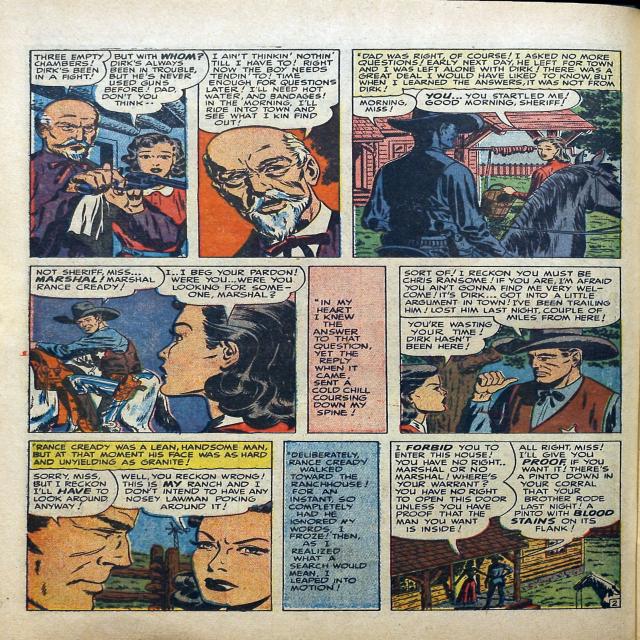 THREE EMPTY
CHAMBERS!
DIRK'S BEEN
IN A FIGHT!
BUT WITH WHOM?
DIRK'S ALWAYS
BEEN IN TROUBLE,
BUT HE'S NEVER
USED GUNS
BEFORE! DAD,
DON'T YOU
THINK--
I AIN'T THINKIN' NOTHIN'
TILL I HAVE TO! RIGHT
NOW THE BOY NEEDS
TENDIN' TO! TIME
ENOUGH FOR QUESTIONS
LATER! I'LL NEED HOT
WATER, AND BANDAGES!
IN THE MORNING, I'LL
RIDE INTO TOWN AND
SEE WHAT I KIN FIND
OUT!
"DAD WAS RIGHT, OF COURSE! I ASKED NO MORE
QUESTIONS! EARLY NEXT DAY, HE LEFT FOR TOWN
AND I WAS LEFT ALONE WITH DIRK! THERE WAS A
GREAT DEAL I WOULD HAVE LIKED TO KNOW, BUT
WHEN I LEARNED THE ANSWERS, IT WAS NOT FROM
DIRK!
MORNING,
MISS!
YOU... YOU STARTLED ME!
GOOD MORNING, SHERIFF!
NOT SHERIFF, MISS...
MARSHAL! MARSHAL
RANCE CREADY!
I..I BEG YOUR PARDON!
WERE YOU...WERE YOU
LOOKING FOR SOME-
ONE, MARSHAL?
"IN MY
HEART
I KNEW
THE
ANSWER
TO THAT
QUESTION,
YET THE
REPLY
WHEN IT
CAME,
SENT A
COLD CHILL
COURSING
DOWN MY
SPINE!
SORT OF! I RECKON YOU MUST BE
CHRIS RANSOME! IF YOU ARE, I'M AFRAID
YOU AIN'T GONNA FIND ME VERY WEL-
COME! IT'S DIRK... GOT INTO A LITTLE
ARGUMENT IN TOWN! I'VE BEEN TRAILING
HIM! LOST HIM LAST NIGHT, COUPLE OF
MILES FROM HERE!
YOU'RE WASTING
YOUR TIME!
DIRK HASN'T
BEEN HERE!
"RANCE CREADY WAS A LEAN, HANDSOME MAN,
BUT AT THAT MOMENT HIS FACE WAS AS HARD
AND UNYIELDING AS GRANITE!
SORRY, MISS,
BUT I RECKON
I'LL HAVE TO
LOOK AROUND
ANYWAY!
WELL, YOU RECKON WRONG!
THIS IS MY RANCH AND I
DON'T INTEND TO HAVE ANY
NOSEY LAWMAN POKING
AROUND IT!
"DELIBERATELY,
RANCE CREADY
WALKED
TOWARD THE
RANCHHOUSE!
FOR AN
INSTANT, SO
COMPLETELY
HAD HE
IGNORED MY
WORDS, I
FROZE! THEN,
AS I
REALIZED
WHAT A
SEARCH WOULD
MEAN, I
LEAPED INTO
MOTION!
I FORBID YOU TO
ENTER THIS HOUSE!
YOU HAVE NO RIGHT..
MARSHAL OR NO
MARSHAL! WHERE'S
YOUR WARRANT?
YOU HAVE NO RIGHT
TO OPEN THIS DOOR
UNLESS YOU HAVE
PROOF THAT THE
MAN YOU WANT
IS INSIDE!
ALL RIGHT, MISS!
I'LL GIVE YOU
PROOF, IF YOU
WANT IT! THERE'S
A PINTO DOWN IN
YOUR CORRAL
THAT YOUR
BROTHER RODE
LAST NIGHT! A
PINTO WITH BLOOD
STAINS ON ITS
FLANK!
2